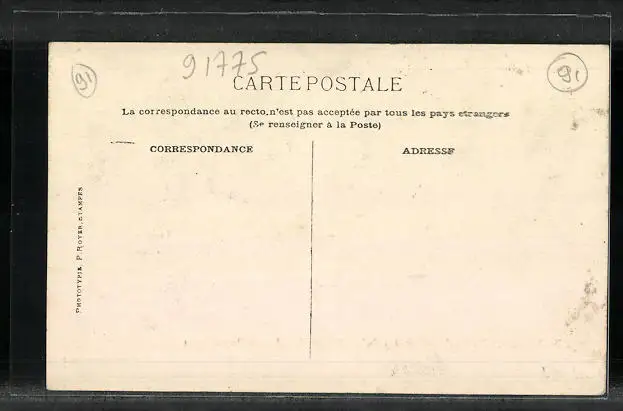 91775
91
91
CARTE POSTALE
La correspondance au recto, n'est pas acceptée par tous les pays etrangers
(Se renseigner à la Poste)
CORRESPONDANCE
ADRESSE
PHOTOTYPIE, P. ROYER, ETAMPES